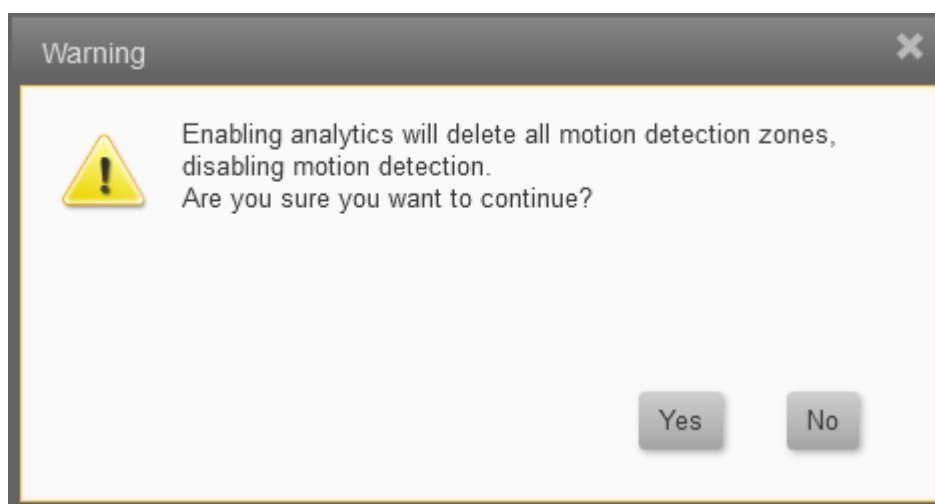 Warning
Enabling analytics will delete all motion detection zones,
disabling motion detection.
Are you sure you want to continue?
Yes
No